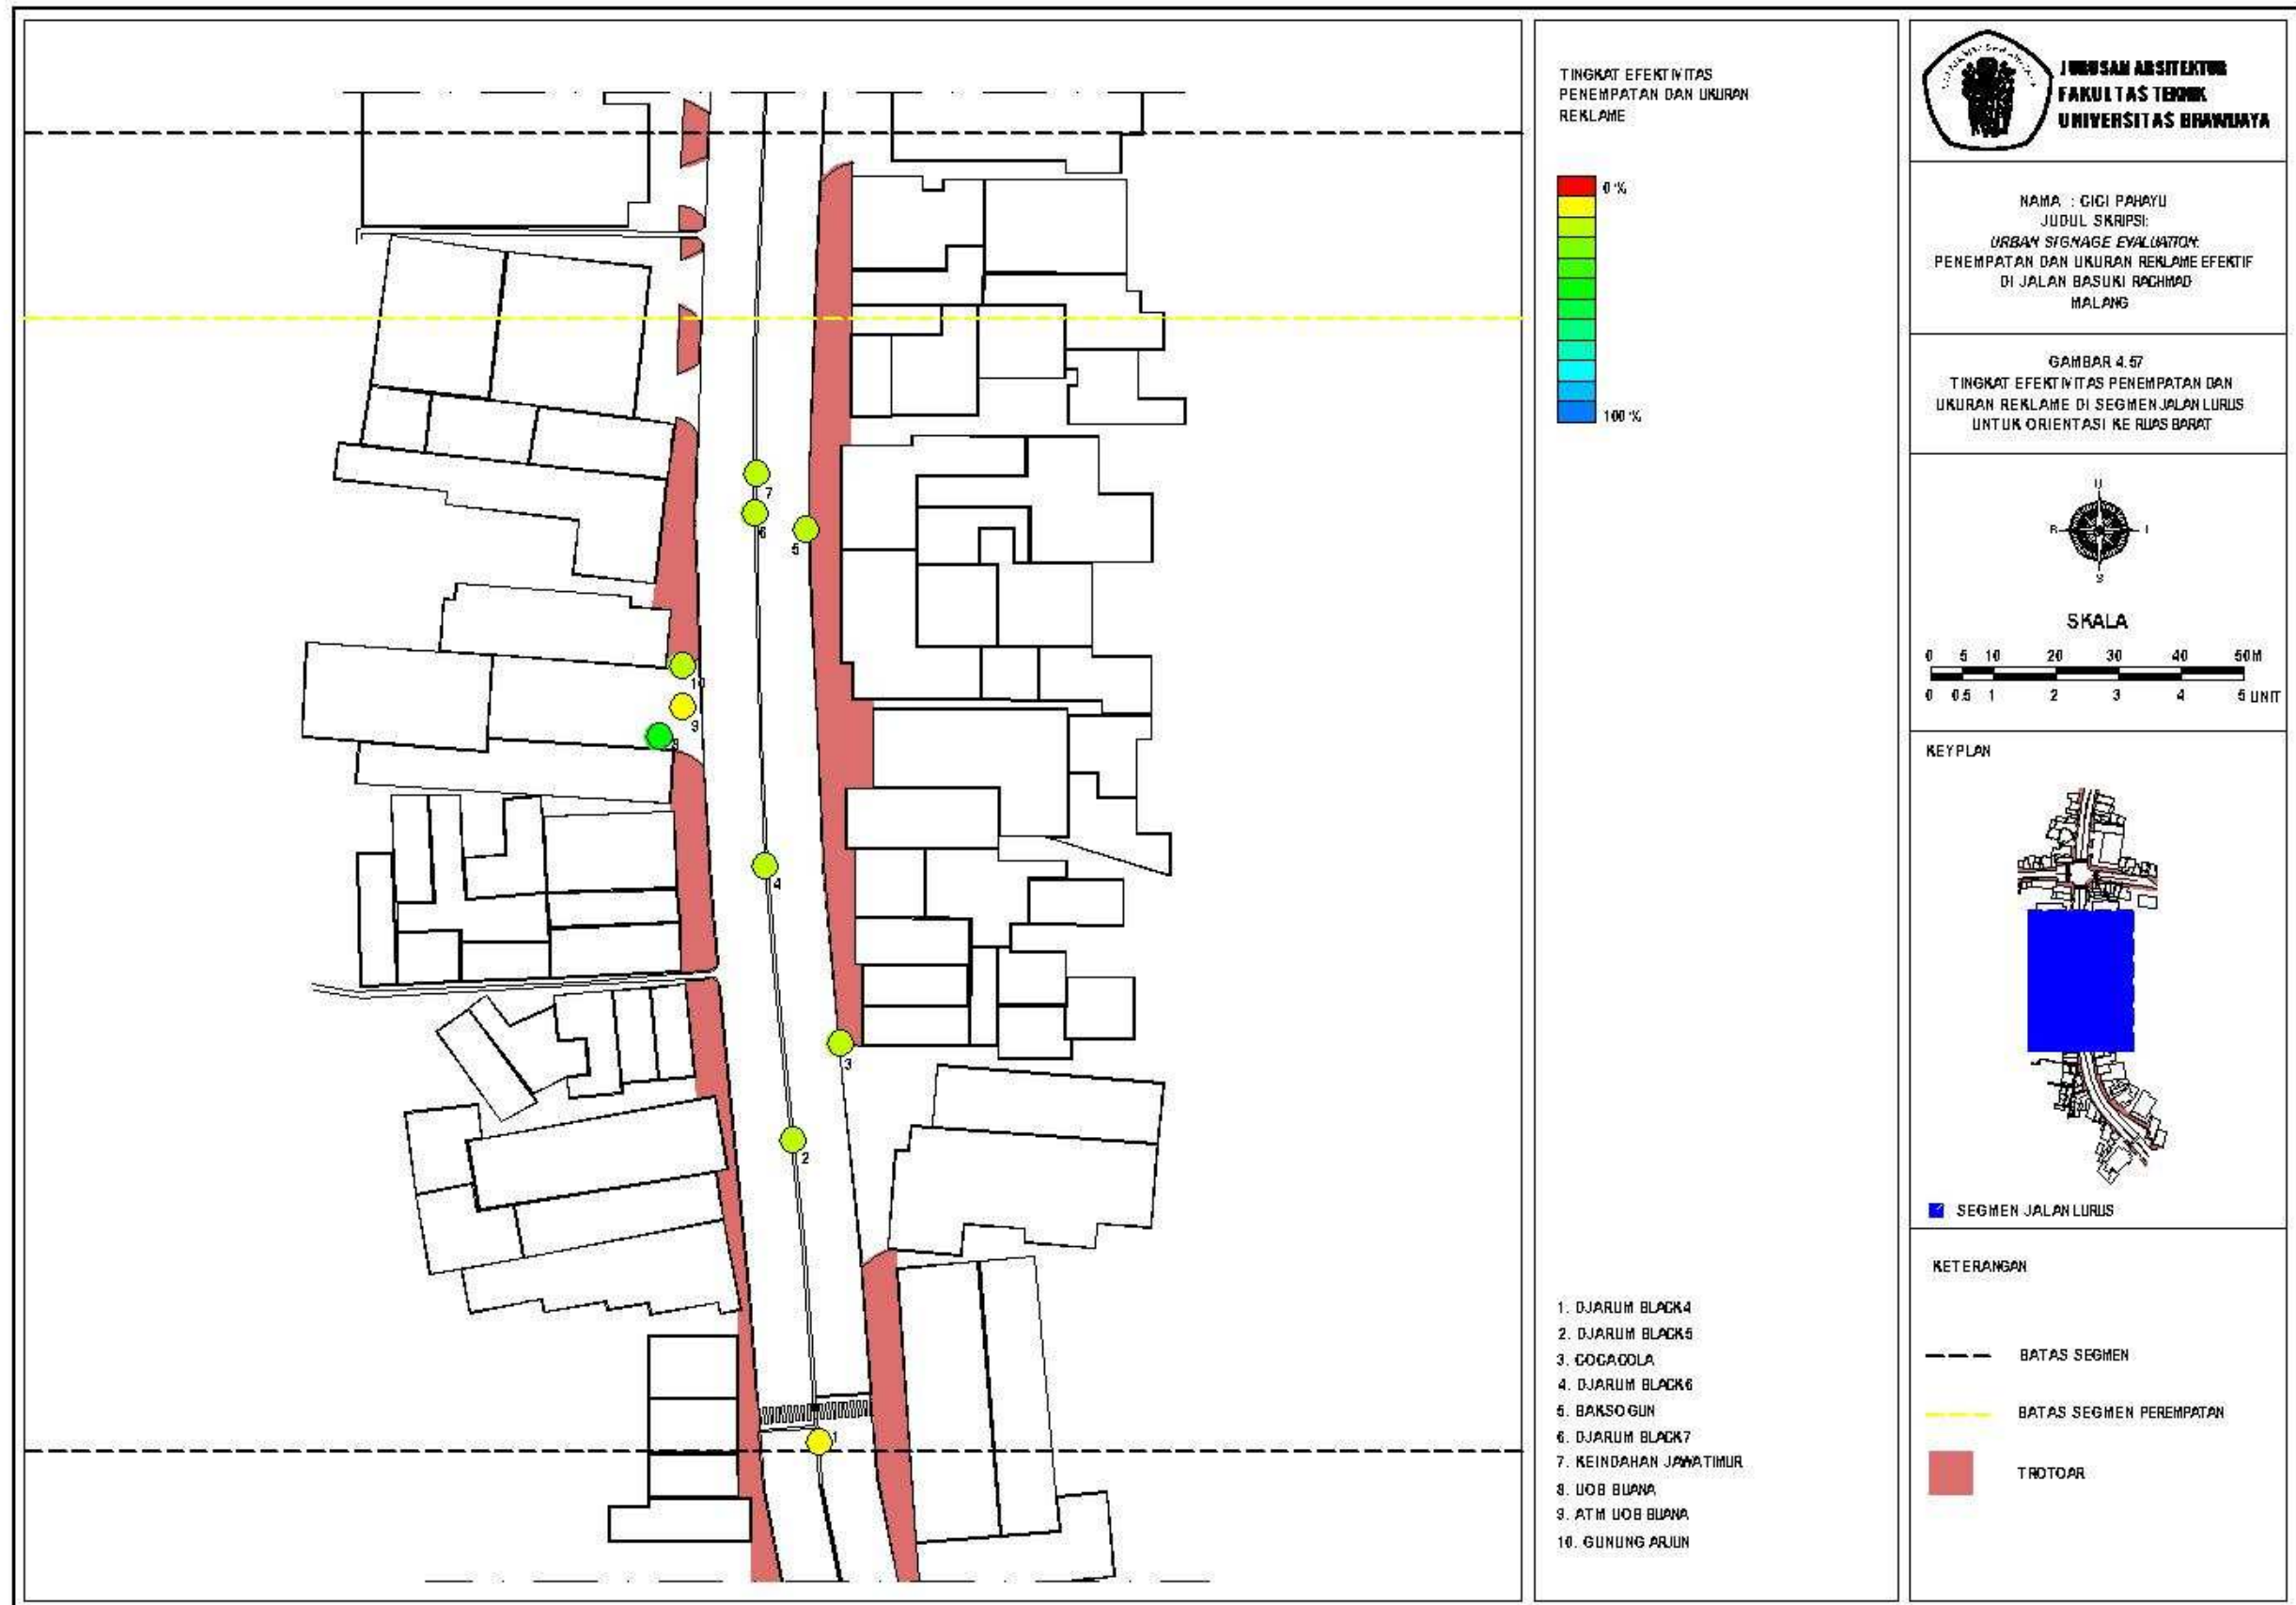 TINGKAT EFEKTIVITAS
PENEMPATAN DAN UKURAN
REKLAME
0 %
100 %
7
6
5
10
9
4
3
2
1
1. DJARUM BLACK4
2. DJARUM BLACK5
3. COCACOLA
4. DJARUM BLACK6
5. BAKSO GUN
6. DJARUM BLACK7
7. KEINDAHAN JAWA TIMUR
8. UOB BUANA
9. ATM UOB BUANA
10. GUNUNG ARJUN
JURUSAN ARSITEKTUR
FAKULTAS TEKNIK
UNIVERSITAS BRAWIJAYA
NAMA : GIGI PAHAYU
JUDUL SKRIPSI:
URBAN SIGNAGE EVALUATION:
PENEMPATAN DAN UKURAN REKLAME EFEKTIF
DI JALAN BASUKI RACHMAD
MALANG
GAMBAR 4.57
TINGKAT EFEKTIVITAS PENEMPATAN DAN
UKURAN REKLAME DI SEGMEN JALAN LURUS
UNTUK ORIENTASI KE RUAS BARAT
U
B T
S
SKALA
0 5 10 20 30 40 50M
0 0.5 1 2 3 4 5 UNIT
KEYPLAN
SEGMEN JALAN LURUS
KETERANGAN
BATAS SEGMEN
BATAS SEGMEN PEREMPATAN
TROTOAR